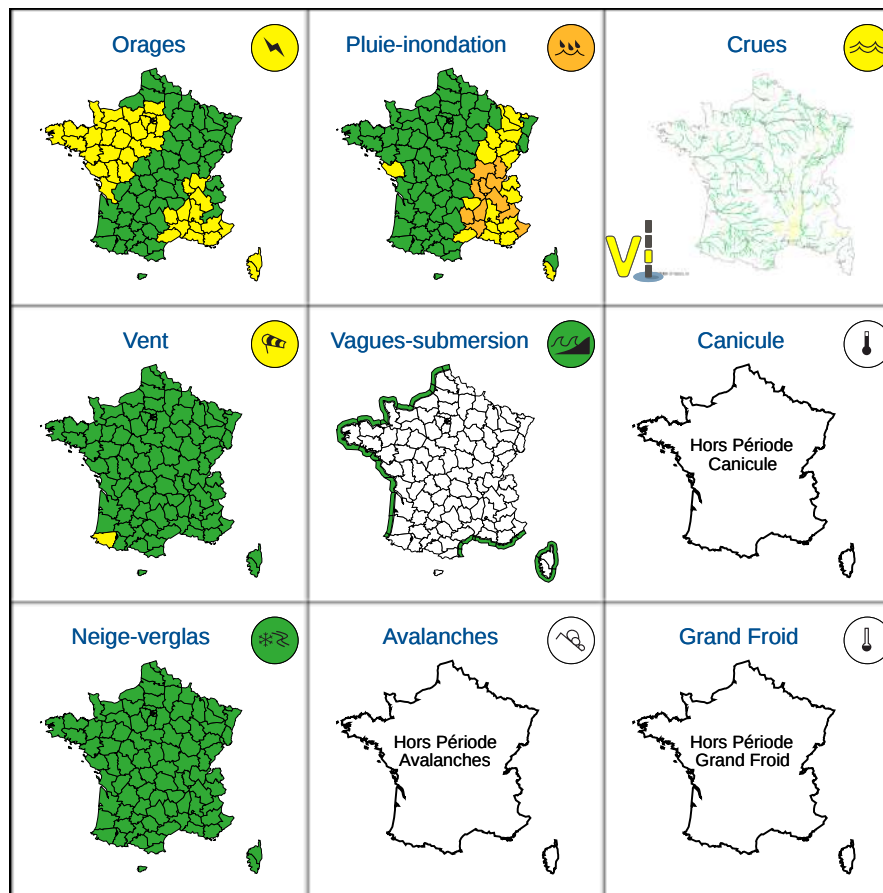 Orages
Pluie-inondation
Crues
Vi
Vent
Vagues-submersion
Canicule
Hors Période
Canicule
Neige-verglas
Avalanches
Grand Froid
Hors Période
Avalanches
Hors Période
Grand Froid